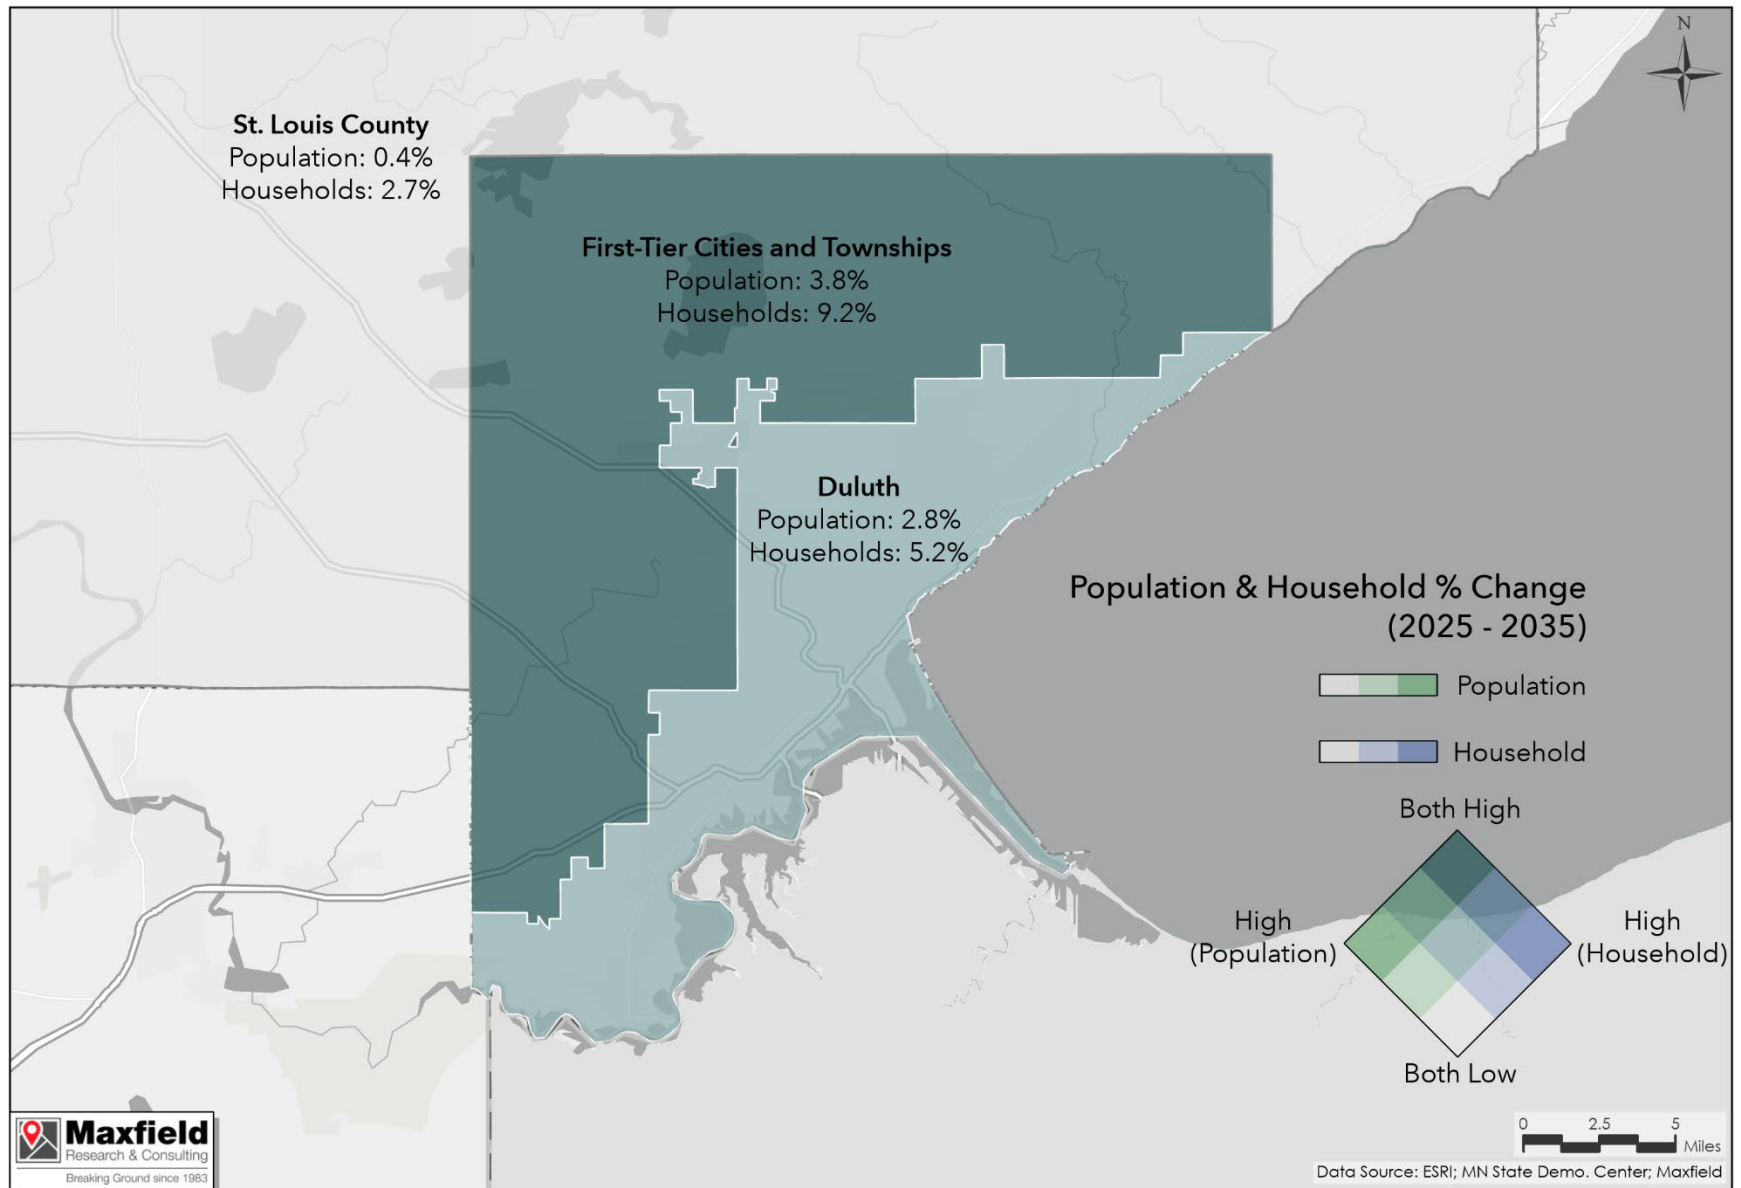 N
St. Louis County
Population: 0.4%
Households: 2.7%
First-Tier Cities and Townships
Population: 3.8%
Households: 9.2%
Duluth
Population: 2.8%
Households: 5.2%
Population & Household % Change
(2025 - 2035)
Population
Household
Both High
High
(Population)
High
(Household)
Both Low
Maxfield
Research & Consulting
Breaking Ground since 1983
0 2.5 5
Miles
Data Source: ESRI; MN State Demo. Center; Maxfield